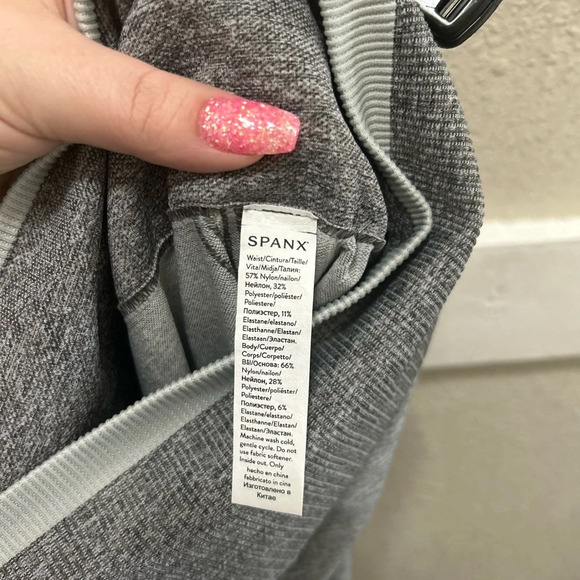 SPANX
Waist/Cintura/Taille/
Vita/Midja/Талия:
57% Nylon/nailon/
Нейлон, 32%
Polyester/poliéster/
Poliestere/
Полиэстер, 11%
Elastane/elastano/
Elasthanne/Elastan/
Elastaan/Эластан.
Body/Cuerpo/
Corps/Corpetto/
Bål/Основа: 66%
Nylon/nailon/
Нейлон, 28%
Polyester/poliéster/
Poliestere/
Полиэстер, 6%
Elastane/elastano/
Elasthanne/Elastan/
Elastaan/Эластан.
Machine wash cold,
gentle cycle. Do not
use fabric softener.
Inside out. Only
hecho en china
fabbricato in cina
Изготовлено в
Китае